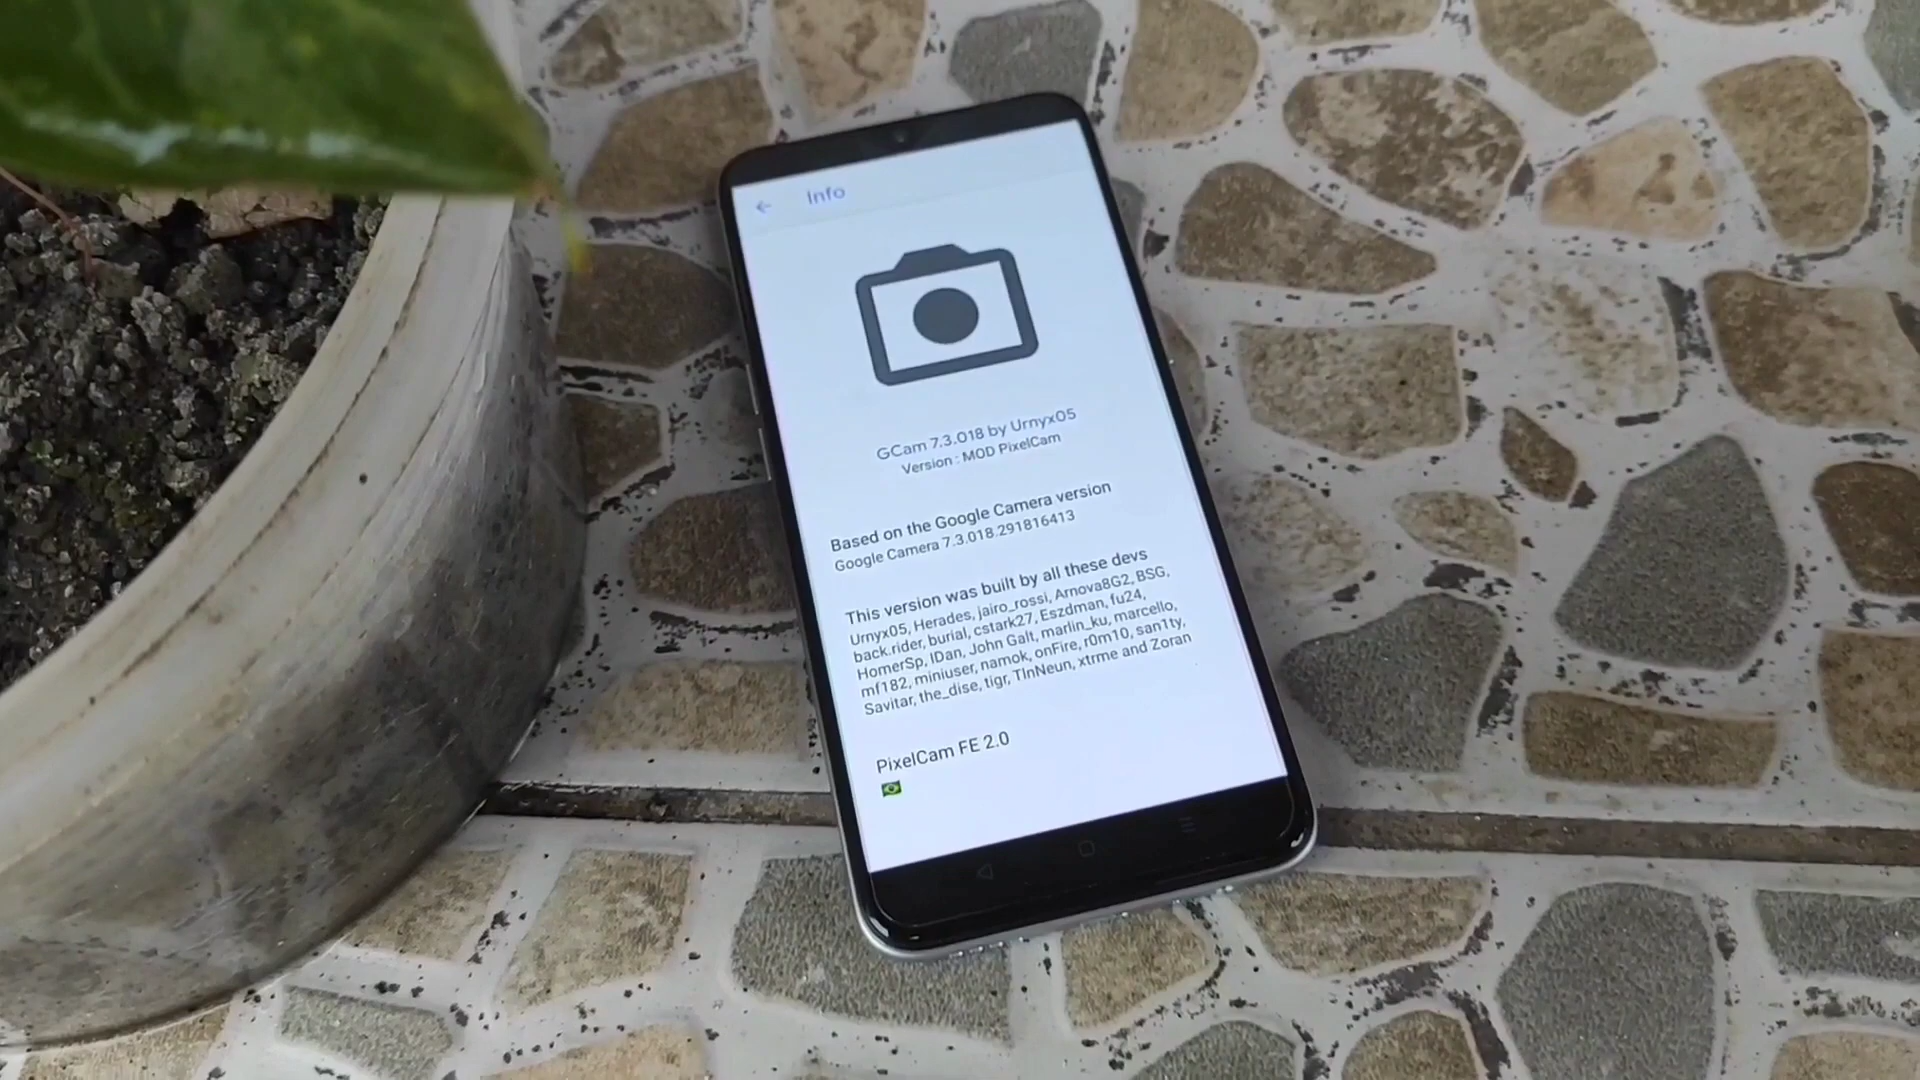 Info
GCam 7.3.018 by Urnyx05
Version : MOD PixelCam
Based on the Google Camera version
Google Camera 7.3.018.291816413
This version was built by all these devs
Urnyx05, Herades, jairo_rossi, Arnova8G2, BSG,
back.rider, burial, cstark27, Eszdman, fu24,
HomerSp, IDan, John Galt, marlin_ku, marcello,
mf182, miniuser, namok, onFire, r0m10, san1ty,
Savitar, the_dise, tigr, TlnNeun, xtrme and Zoran
PixelCam FE 2.0